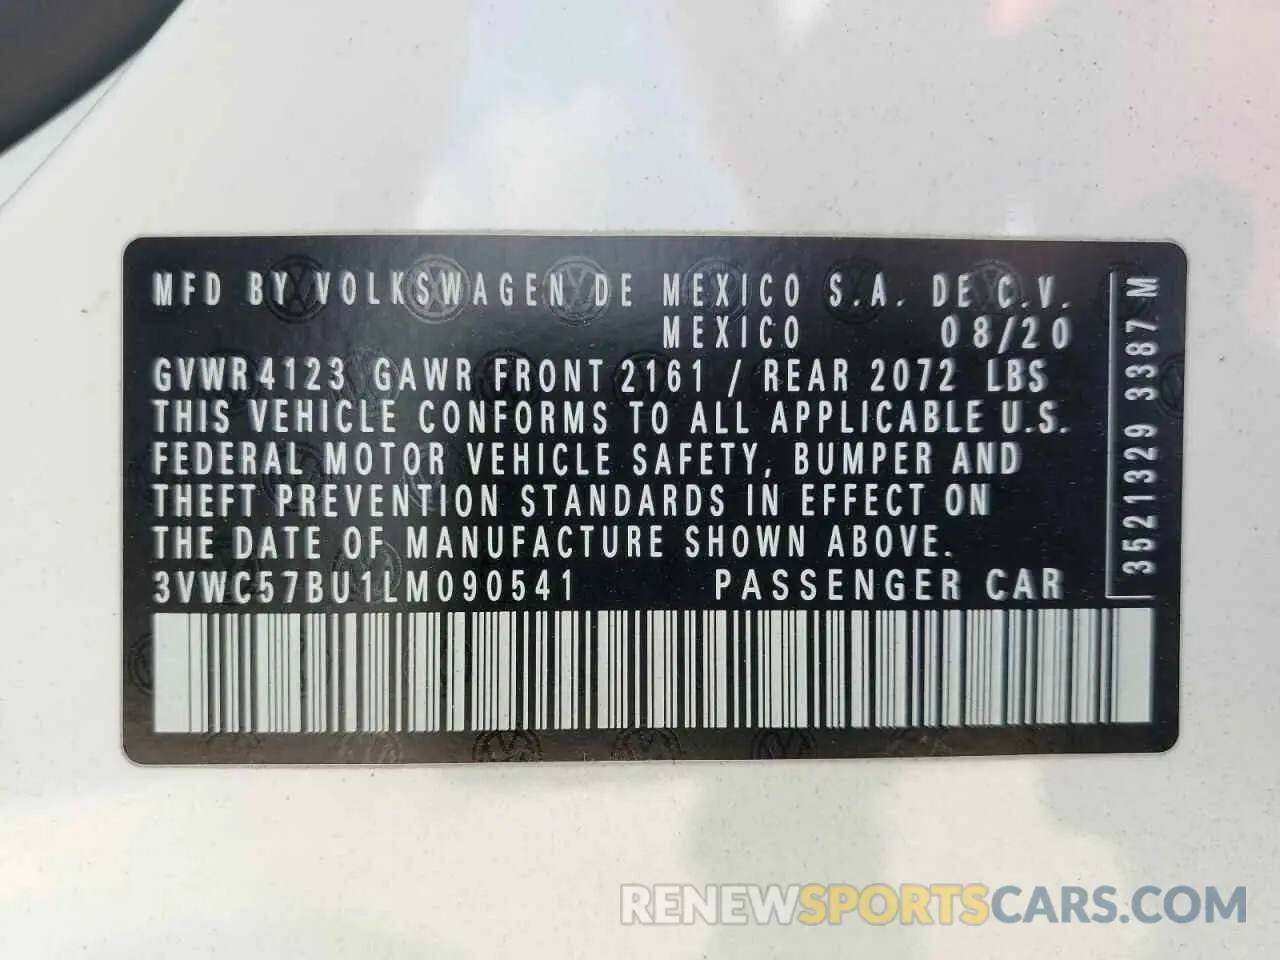 MFD BY VOLKSWAGEN DE MEXICO S.A. DE C.V.
MEXICO 08/20
GVWR 4123 GAWR FRONT 2161 / REAR 2072 LBS
THIS VEHICLE CONFORMS TO ALL APPLICABLE U.S.
FEDERAL MOTOR VEHICLE SAFETY, BUMPER AND
THEFT PREVENTION STANDARDS IN EFFECT ON
THE DATE OF MANUFACTURE SHOWN ABOVE.
3VWC57BU1LM090541 PASSENGER CAR
3521329 3387 M
RENEWSPORTSCARS.COM